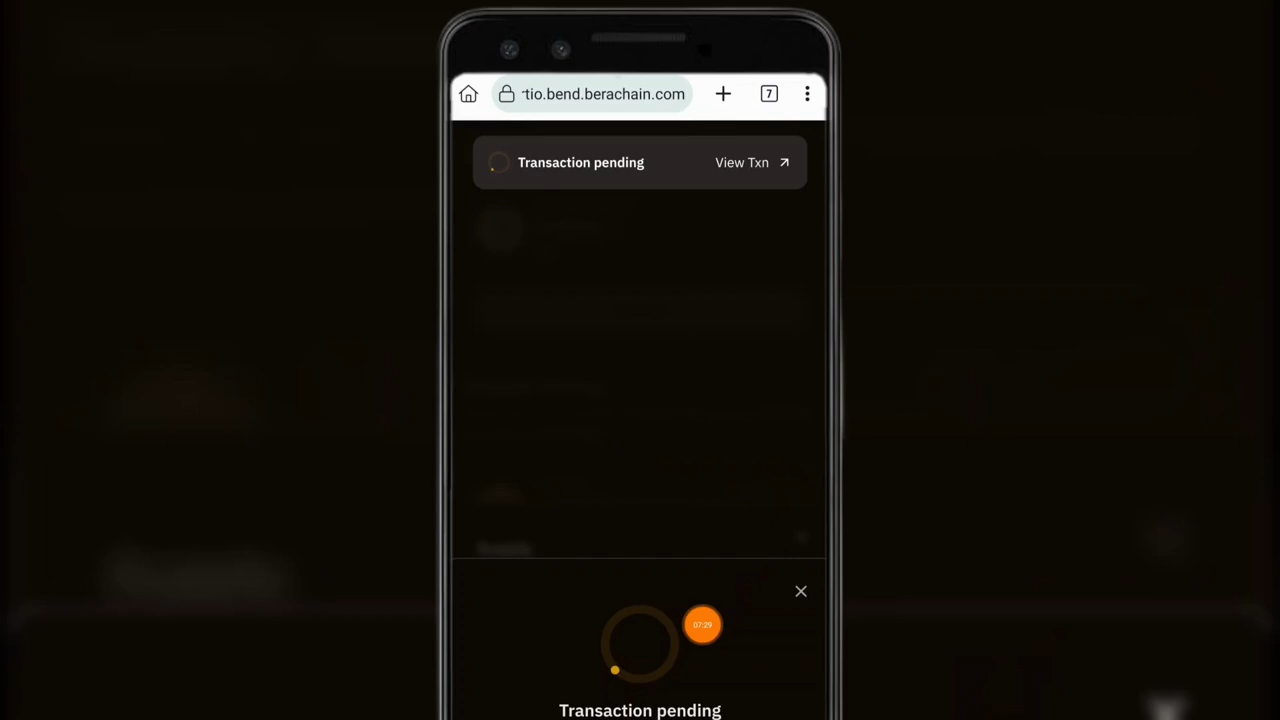 tio.bend.berachain.com
7
Transaction pending
View Txn
07:29
Transaction pending